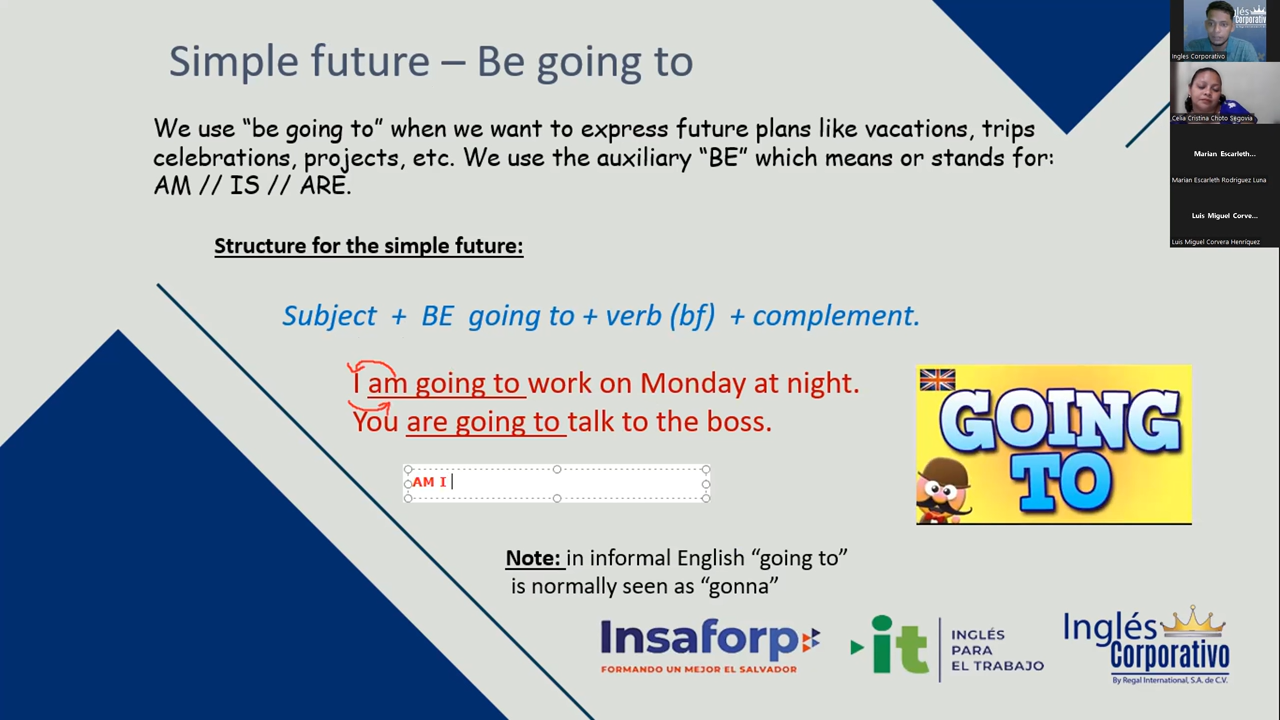 Simple future – Be going to
We use “be going to” when we want to express future plans like vacations, trips
celebrations, projects, etc. We use the auxiliary “BE” which means or stands for:
AM // IS // ARE.
Structure for the simple future:
Subject + BE going to + verb (bf) + complement.
I am going to work on Monday at night.
You are going to talk to the boss.
AM I
GOING
TO
Note: in informal English “going to”
is normally seen as “gonna”
Insaforp
FORMANDO UN MEJOR EL SALVADOR
it
INGLÉS
PARA
EL TRABAJO
Inglés
Corporativo
By Regal International, S.A. de C.V.
Inglés
Corporativo
Ingles Corporativo
Celia Cristina Choto Segovia
Marian Escarleth...
Marian Escarleth Rodriguez Luna
Luis Miguel Corve...
Luis Miguel Corvera Henríquez